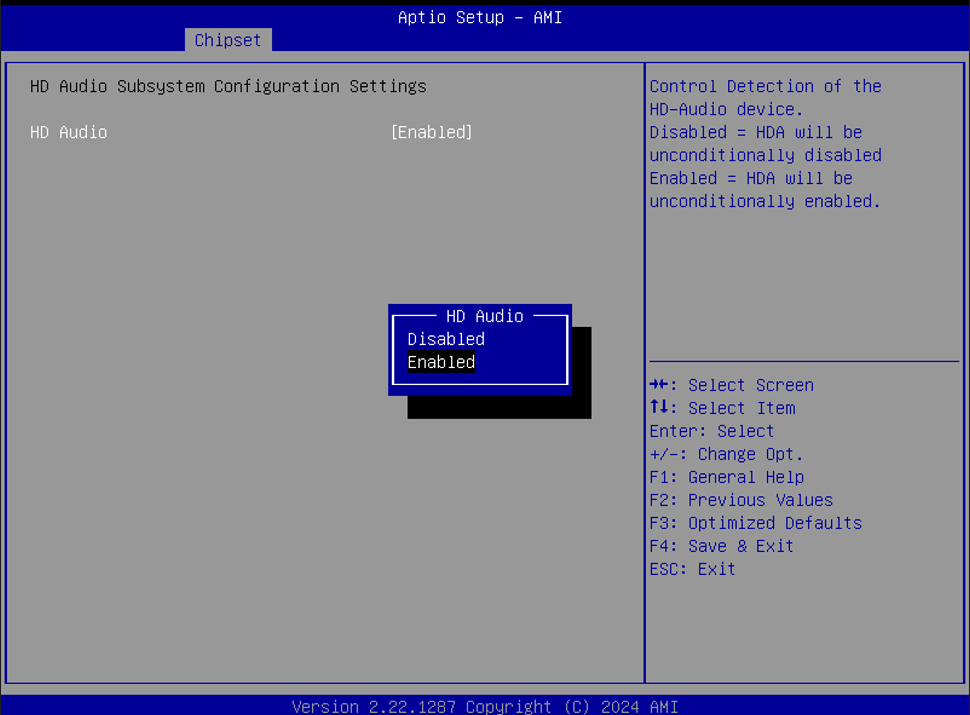 Aptio Setup – AMI
Chipset
HD Audio Subsystem Configuration Settings
HD Audio [Enabled]
HD Audio
Disabled
Enabled
Control Detection of the
HD-Audio device.
Disabled = HDA will be
unconditionally disabled
Enabled = HDA will be
unconditionally enabled.
→←: Select Screen
↑↓: Select Item
Enter: Select
+/-: Change Opt.
F1: General Help
F2: Previous Values
F3: Optimized Defaults
F4: Save & Exit
ESC: Exit
Version 2.22.1287 Copyright (C) 2024 AMI